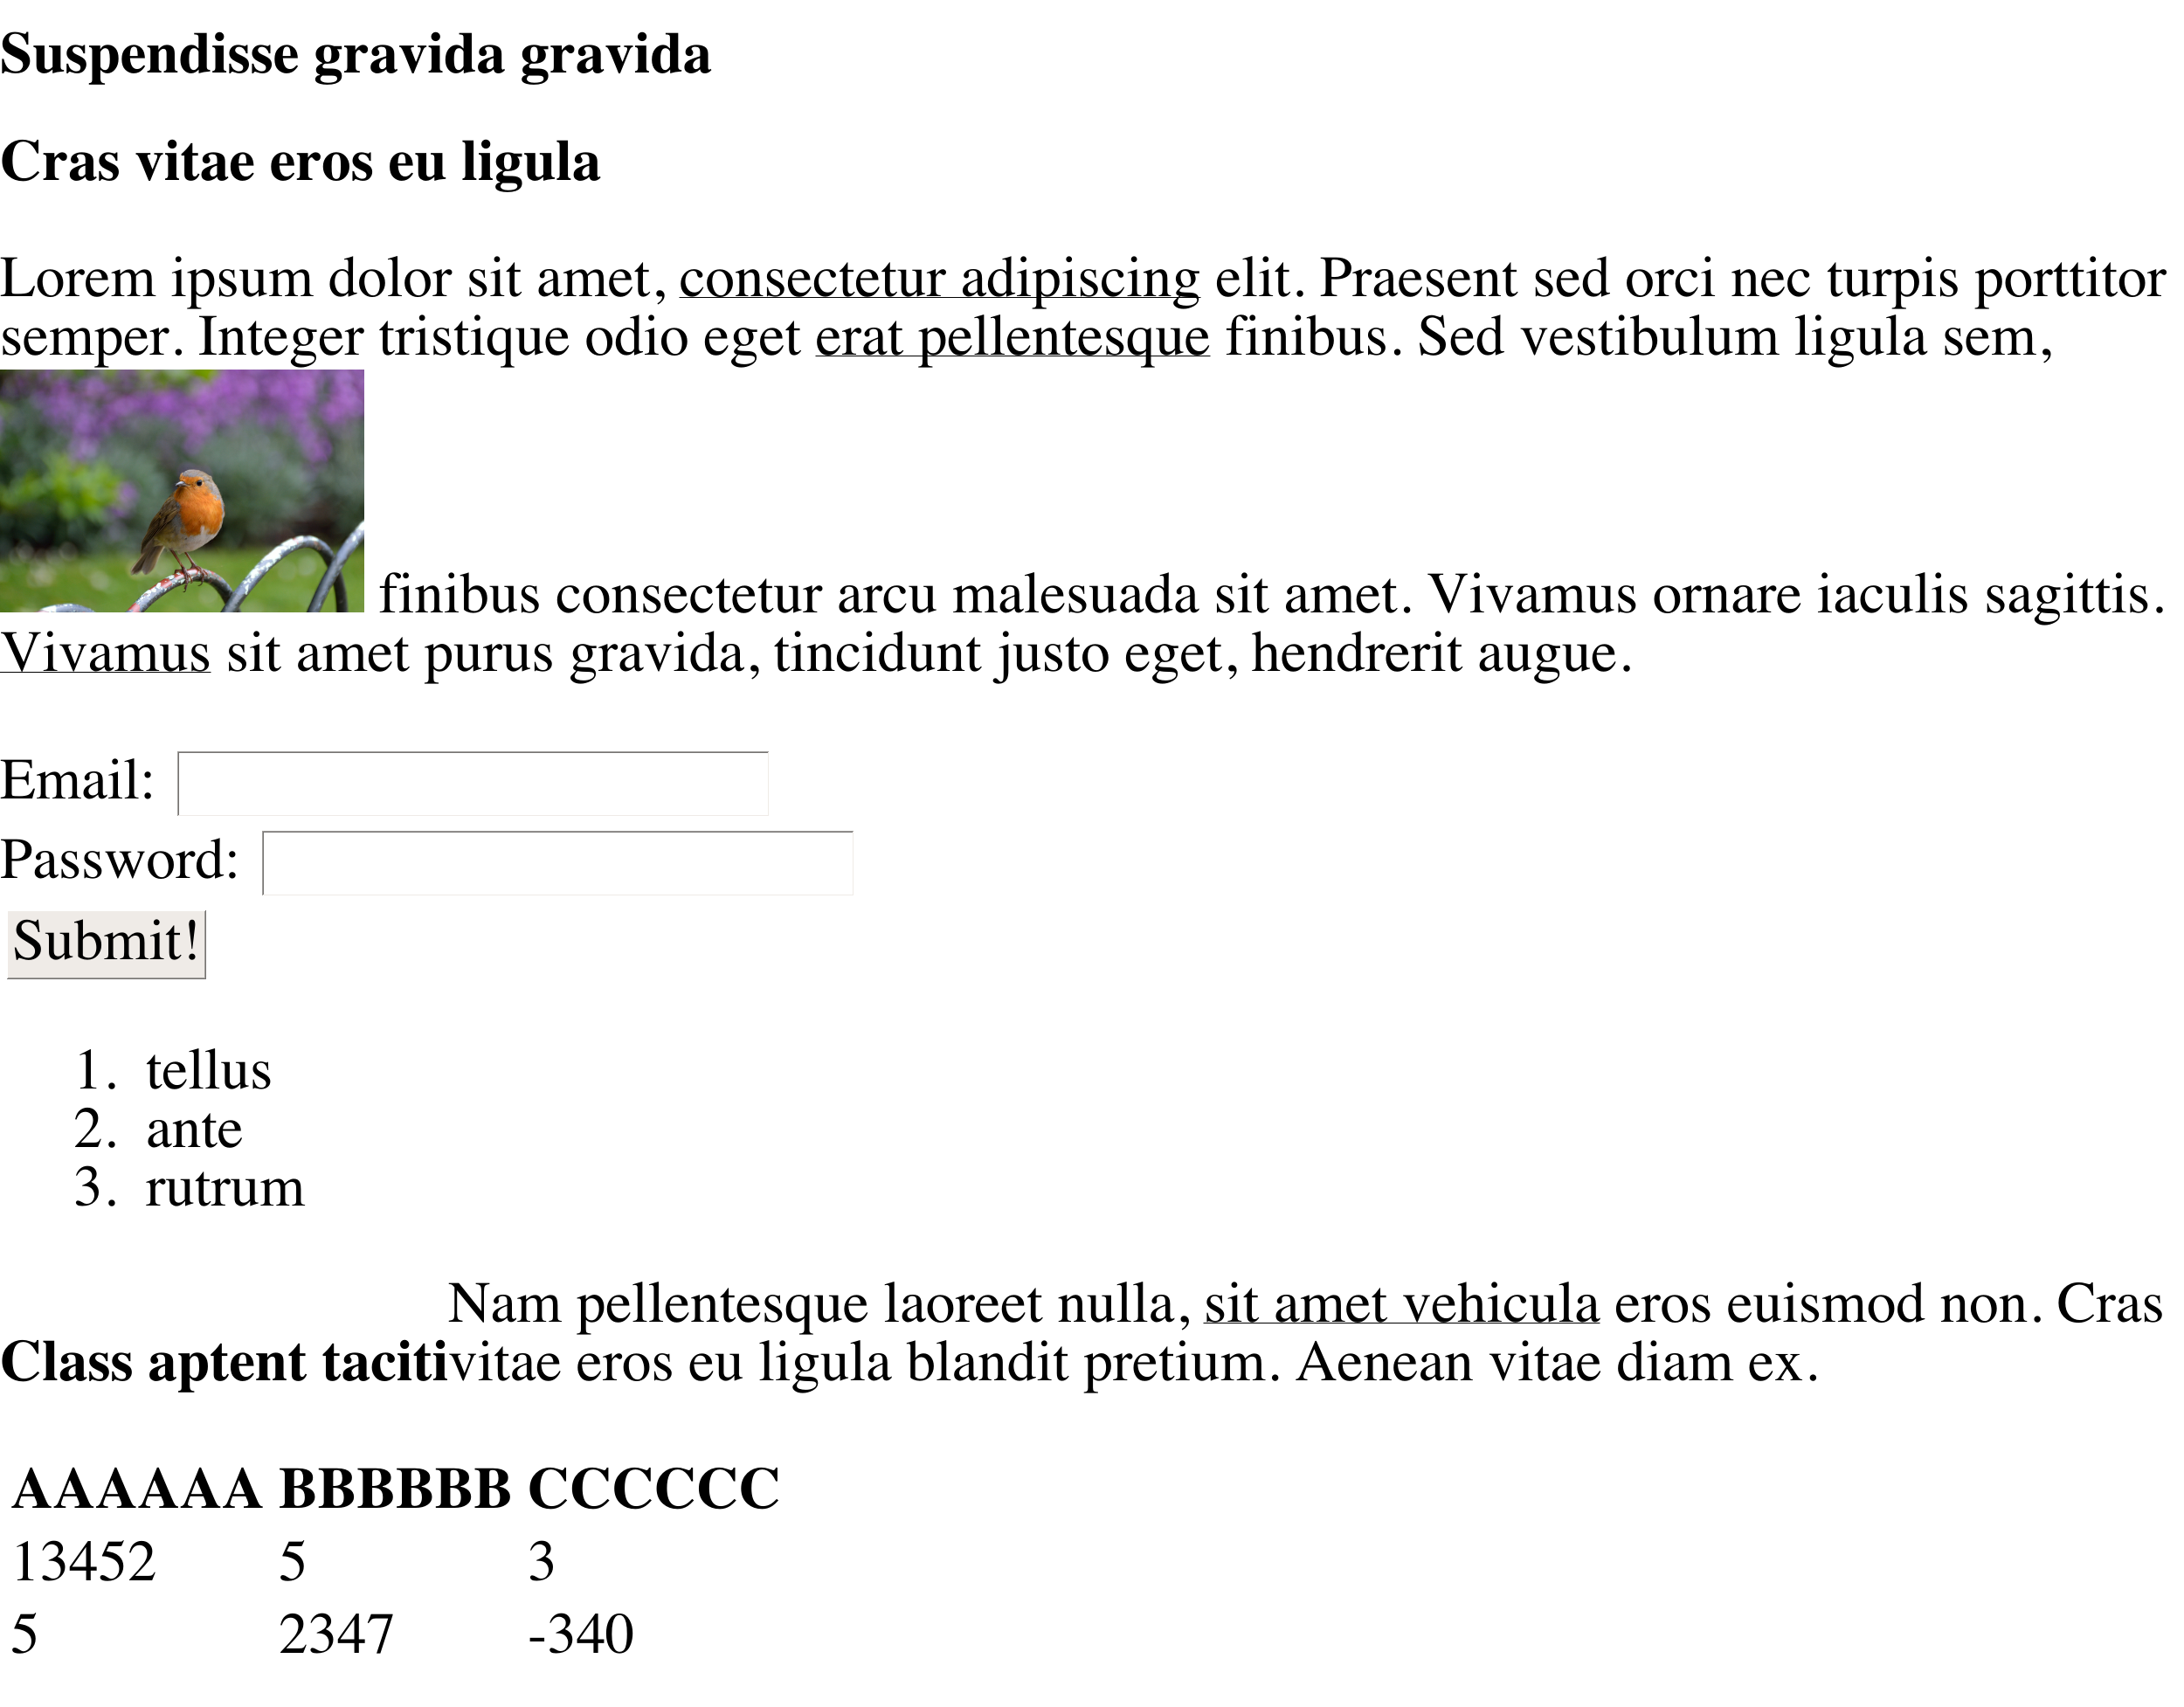 Suspendisse gravida gravida
Cras vitae eros eu ligula
Lorem ipsum dolor sit amet, consectetur adipiscing elit. Praesent sed orci nec turpis porttitor
semper. Integer tristique odio eget erat pellentesque finibus. Sed vestibulum ligula sem,
finibus consectetur arcu malesuada sit amet. Vivamus ornare iaculis sagittis.
Vivamus sit amet purus gravida, tincidunt justo eget, hendrerit augue.
Email:
Password:
Submit!
1. tellus
2. ante
3. rutrum
Nam pellentesque laoreet nulla, sit amet vehicula eros euismod non. Cras
Class aptent taciti vitae eros eu ligula blandit pretium. Aenean vitae diam ex.
AAAAAA BBBBBB CCCCCC
13452 5 3
5 2347 -340